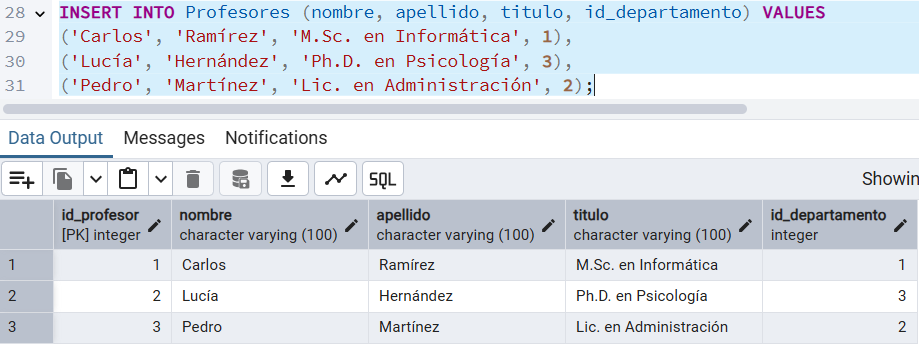 28 INSERT INTO Profesores (nombre, apellido, titulo, id_departamento) VALUES
29 ('Carlos', 'Ramírez', 'M.Sc. en Informática', 1),
30 ('Lucía', 'Hernández', 'Ph.D. en Psicología', 3),
31 ('Pedro', 'Martínez', 'Lic. en Administración', 2);
Data Output Messages Notifications
SQL Showin
id_profesor nombre apellido titulo id_departamento
[PK] integer character varying (100) character varying (100) character varying (100) integer
1 1 Carlos Ramírez M.Sc. en Informática 1
2 2 Lucía Hernández Ph.D. en Psicología 3
3 3 Pedro Martínez Lic. en Administración 2